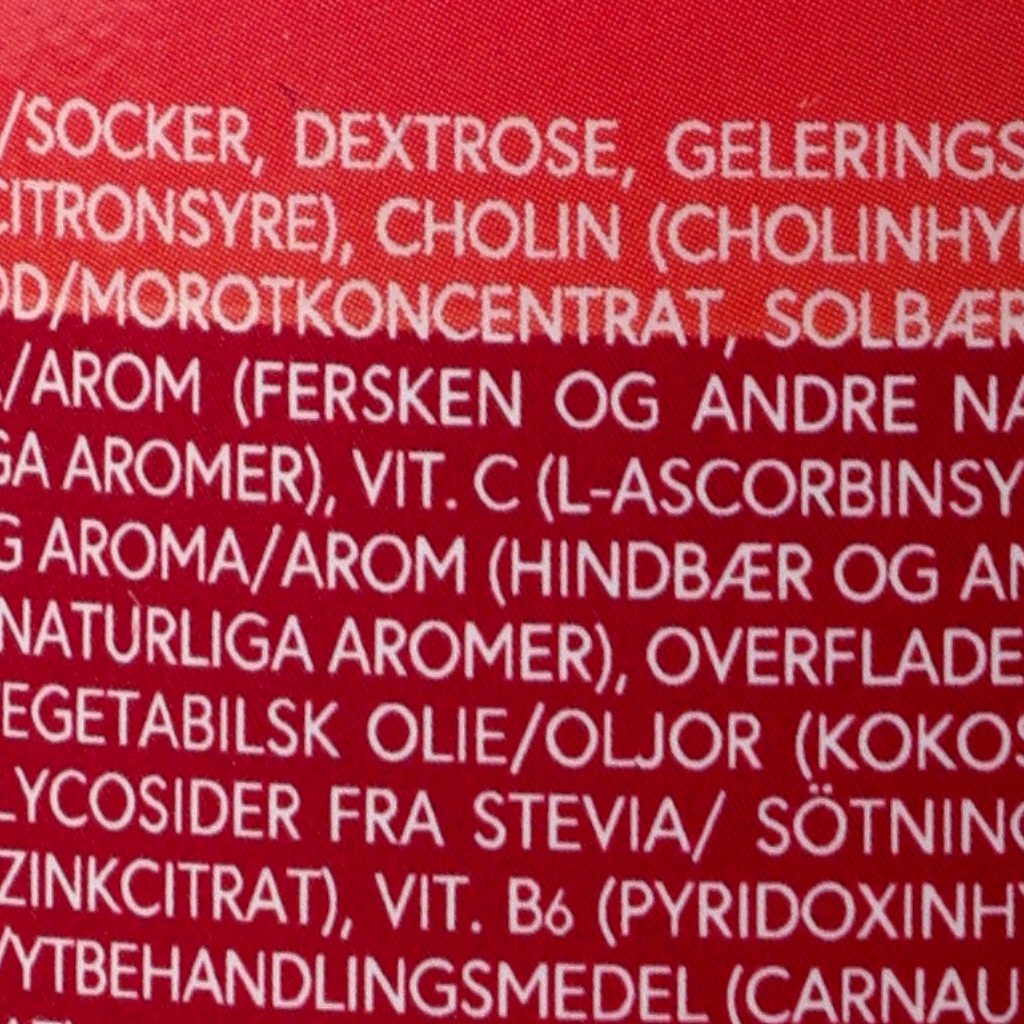 /SOCKER, DEXTROSE, GELERINGS
CITRONSYRE), CHOLIN (CHOLINHY
OD/MOROTKONCENTRAT, SOLBÆR
/AROM (FERSKEN OG ANDRE NA
GA AROMER), VIT. C (L-ASCORBINSY
G AROMA/AROM (HINDBÆR OG AN
NATURLIGA AROMER), OVERFLADE
EGETABILSK OLIE/OLJOR (KOKOS
LYCOSIDER FRA STEVIA/ SÖTNING
ZINKCITRAT), VIT. B6 (PYRIDOXINHY
/YTBEHANDLINGSMEDEL (CARNAU